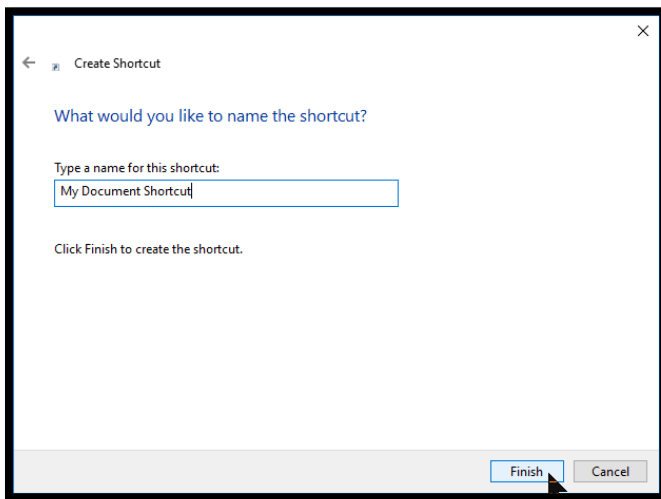 Create Shortcut
What would you like to name the shortcut?
Type a name for this shortcut:
My Document Shortcut
Click Finish to create the shortcut.
Finish
Cancel